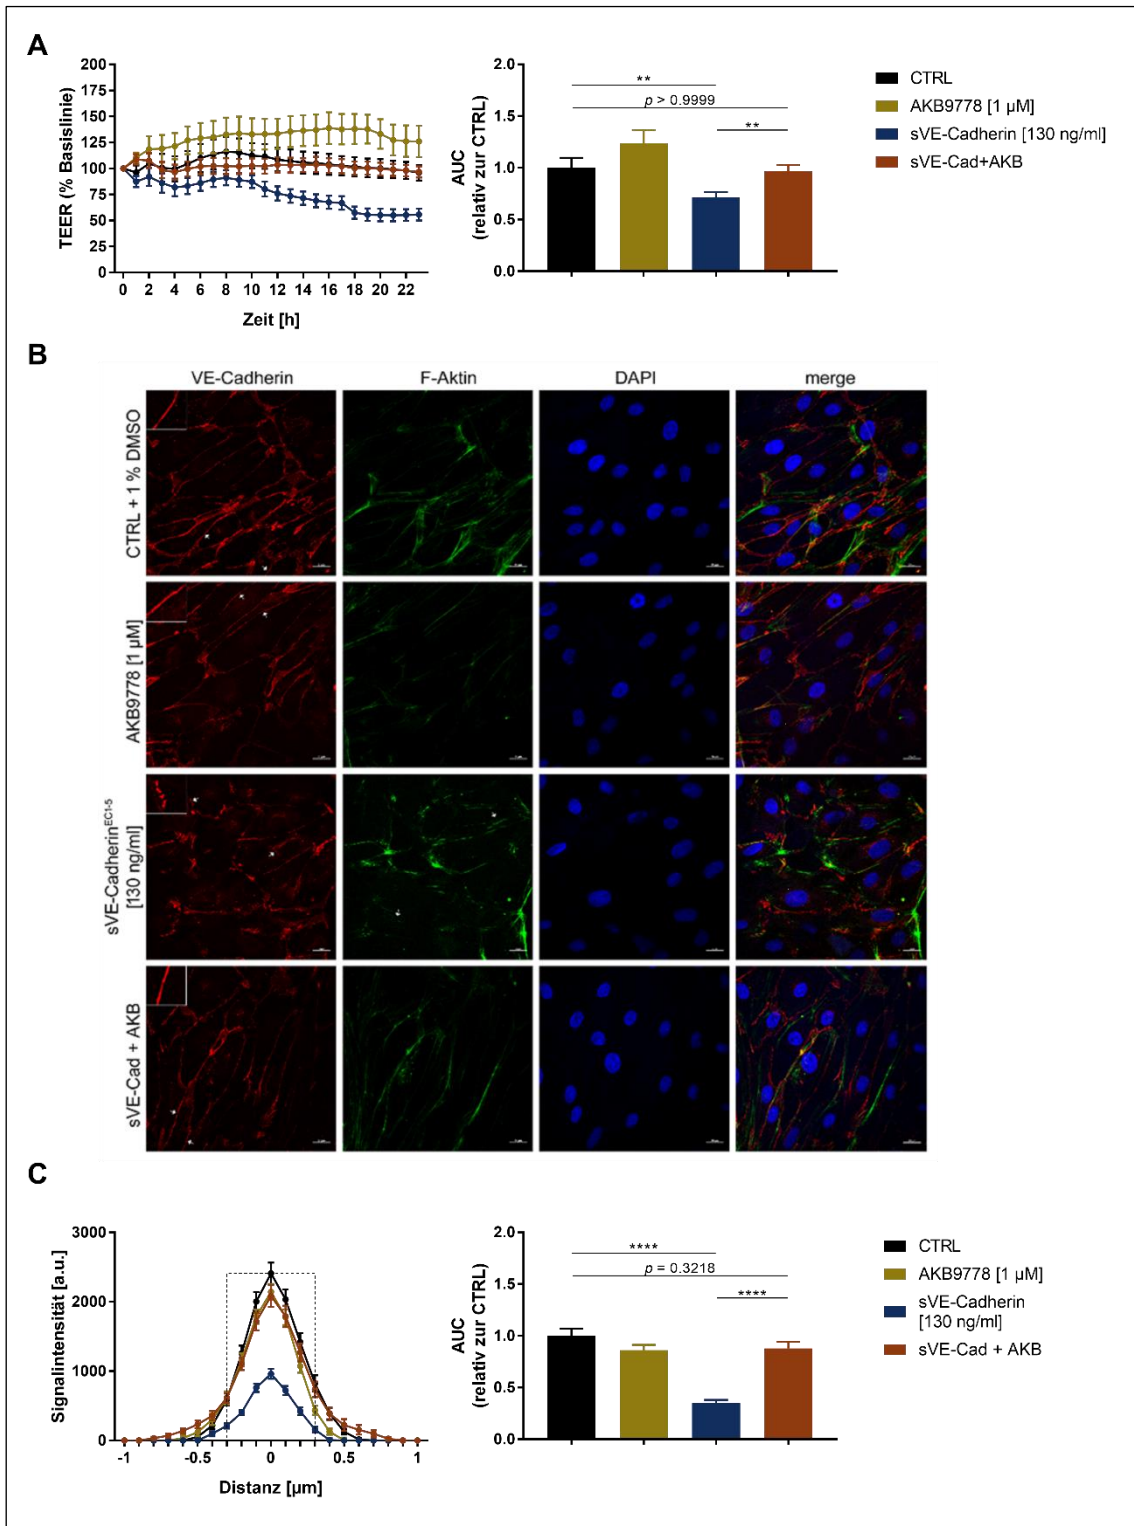 A
TEER (% Basislinie)
200
175
150
125
100
75
50
25
0
0 2 4 6 8 10 12 14 16 18 20 22
Zeit [h]
AUC
(relativ zur CTRL)
2.0
1.5
1.0
0.5
0.0
**
p > 0.9999
**
CTRL
AKB9778 [1 µM]
sVE-Cadherin [130 ng/ml]
sVE-Cad+AKB
B
VE-Cadherin F-Aktin DAPI merge
CTRL + 1 % DMSO
AKB9778 [1 µM]
sVE-CadherinEC1-5
[130 ng/ml]
sVE-Cad + AKB
C
Signalintensität [a.u.]
3000
2000
1000
0
-1 -0.5 0 0.5 1
Distanz [µm]
AUC
(relativ zur CTRL)
2.0
1.5
1.0
0.5
0.0
****
p = 0.3218
****
CTRL
AKB9778 [1 µM]
sVE-Cadherin
[130 ng/ml]
sVE-Cad + AKB